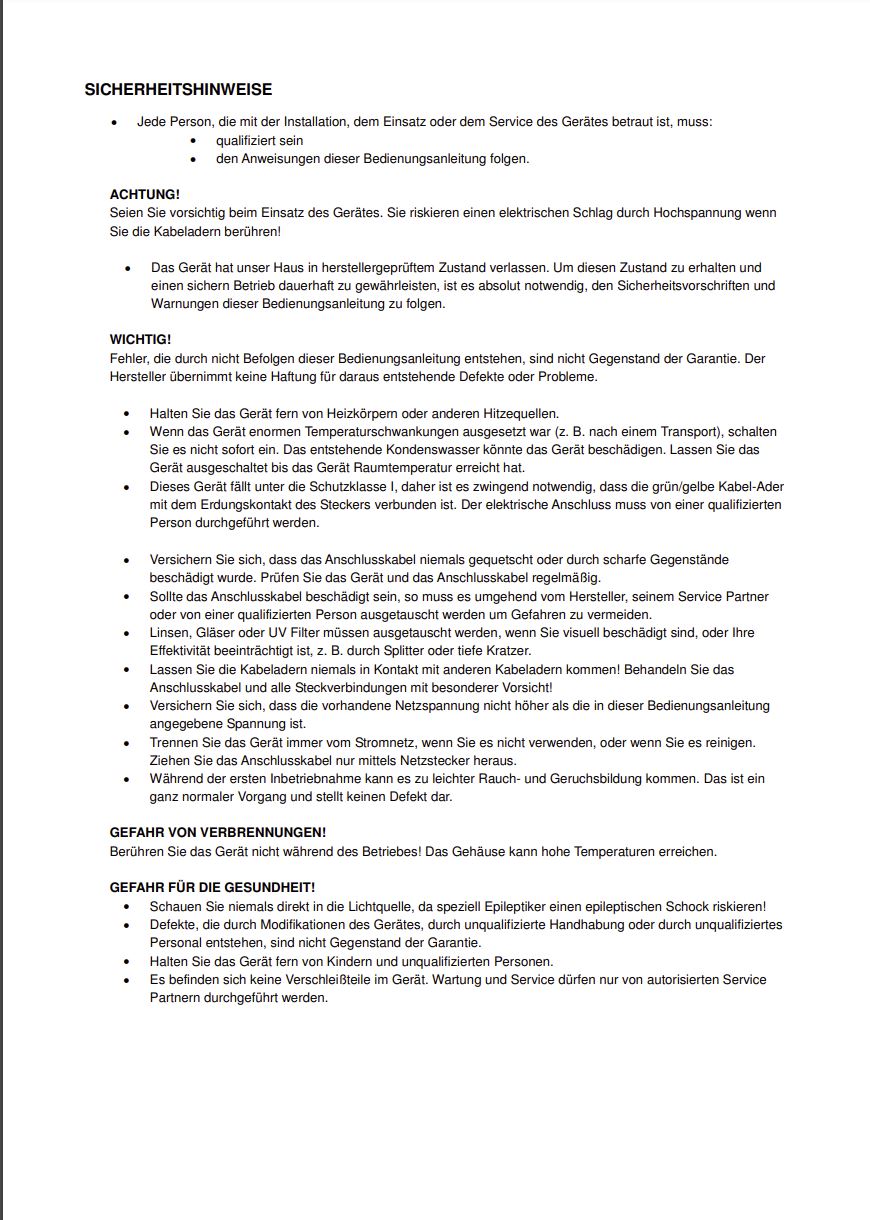 SICHERHEITSHINWEISE
• Jede Person, die mit der Installation, dem Einsatz oder dem Service des Gerätes betraut ist, muss:
• qualifiziert sein
• den Anweisungen dieser Bedienungsanleitung folgen.
ACHTUNG!
Seien Sie vorsichtig beim Einsatz des Gerätes. Sie riskieren einen elektrischen Schlag durch Hochspannung wenn
Sie die Kabeladern berühren!
• Das Gerät hat unser Haus in herstellergeprüftem Zustand verlassen. Um diesen Zustand zu erhalten und
einen sichern Betrieb dauerhaft zu gewährleisten, ist es absolut notwendig, den Sicherheitsvorschriften und
Warnungen dieser Bedienungsanleitung zu folgen.
WICHTIG!
Fehler, die durch nicht Befolgen dieser Bedienungsanleitung entstehen, sind nicht Gegenstand der Garantie. Der
Hersteller übernimmt keine Haftung für daraus entstehende Defekte oder Probleme.
• Halten Sie das Gerät fern von Heizkörpern oder anderen Hitzequellen.
• Wenn das Gerät enormen Temperaturschwankungen ausgesetzt war (z. B. nach einem Transport), schalten
Sie es nicht sofort ein. Das entstehende Kondenswasser könnte das Gerät beschädigen. Lassen Sie das
Gerät ausgeschaltet bis das Gerät Raumtemperatur erreicht hat.
• Dieses Gerät fällt unter die Schutzklasse I, daher ist es zwingend notwendig, dass die grün/gelbe Kabel-Ader
mit dem Erdungskontakt des Steckers verbunden ist. Der elektrische Anschluss muss von einer qualifizierten
Person durchgeführt werden.
• Versichern Sie sich, dass das Anschlusskabel niemals gequetscht oder durch scharfe Gegenstände
beschädigt wurde. Prüfen Sie das Gerät und das Anschlusskabel regelmäßig.
• Sollte das Anschlusskabel beschädigt sein, so muss es umgehend vom Hersteller, seinem Service Partner
oder von einer qualifizierten Person ausgetauscht werden um Gefahren zu vermeiden.
• Linsen, Gläser oder UV Filter müssen ausgetauscht werden, wenn Sie visuell beschädigt sind, oder Ihre
Effektivität beeinträchtigt ist, z. B. durch Splitter oder tiefe Kratzer.
• Lassen Sie die Kabeladern niemals in Kontakt mit anderen Kabeladern kommen! Behandeln Sie das
Anschlusskabel und alle Steckverbindungen mit besonderer Vorsicht!
• Versichern Sie sich, dass die vorhandene Netzspannung nicht höher als die in dieser Bedienungsanleitung
angegebene Spannung ist.
• Trennen Sie das Gerät immer vom Stromnetz, wenn Sie es nicht verwenden, oder wenn Sie es reinigen.
Ziehen Sie das Anschlusskabel nur mittels Netzstecker heraus.
• Während der ersten Inbetriebnahme kann es zu leichter Rauch- und Geruchsbildung kommen. Das ist ein
ganz normaler Vorgang und stellt keinen Defekt dar.
GEFAHR VON VERBRENNUNGEN!
Berühren Sie das Gerät nicht während des Betriebes! Das Gehäuse kann hohe Temperaturen erreichen.
GEFAHR FÜR DIE GESUNDHEIT!
• Schauen Sie niemals direkt in die Lichtquelle, da speziell Epileptiker einen epileptischen Schock riskieren!
• Defekte, die durch Modifikationen des Gerätes, durch unqualifizierte Handhabung oder durch unqualifiziertes
Personal entstehen, sind nicht Gegenstand der Garantie.
• Halten Sie das Gerät fern von Kindern und unqualifizierten Personen.
• Es befinden sich keine Verschleißteile im Gerät. Wartung und Service dürfen nur von autorisierten Service
Partnern durchgeführt werden.